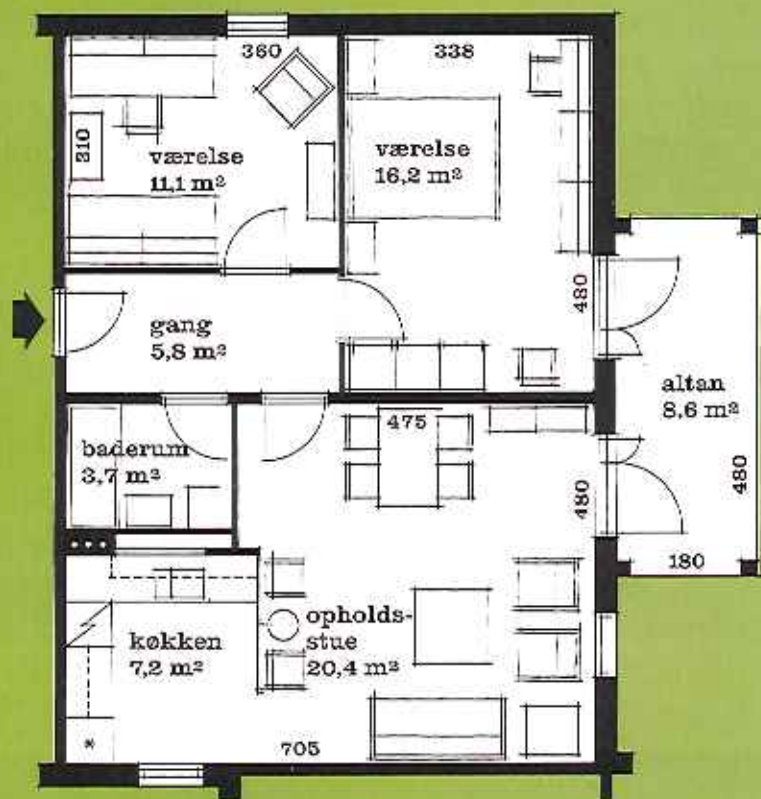 360
338
310
værelse
11,1 m²
værelse
16,2 m²
480
gang
5,8 m²
altan
8,6 m²
475
baderum
3,7 m²
480
480
180
opholds-
stue
20,4 m²
køkken
7,2 m²
*
705